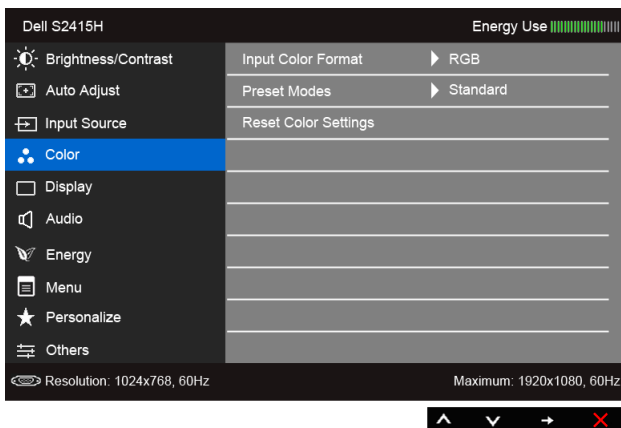 Dell S2415H Energy Use
Brightness/Contrast Input Color Format RGB
Auto Adjust Preset Modes Standard
Input Source Reset Color Settings
Color
Display
Audio
Energy
Menu
Personalize
Others
Resolution: 1024x768, 60Hz Maximum: 1920x1080, 60Hz